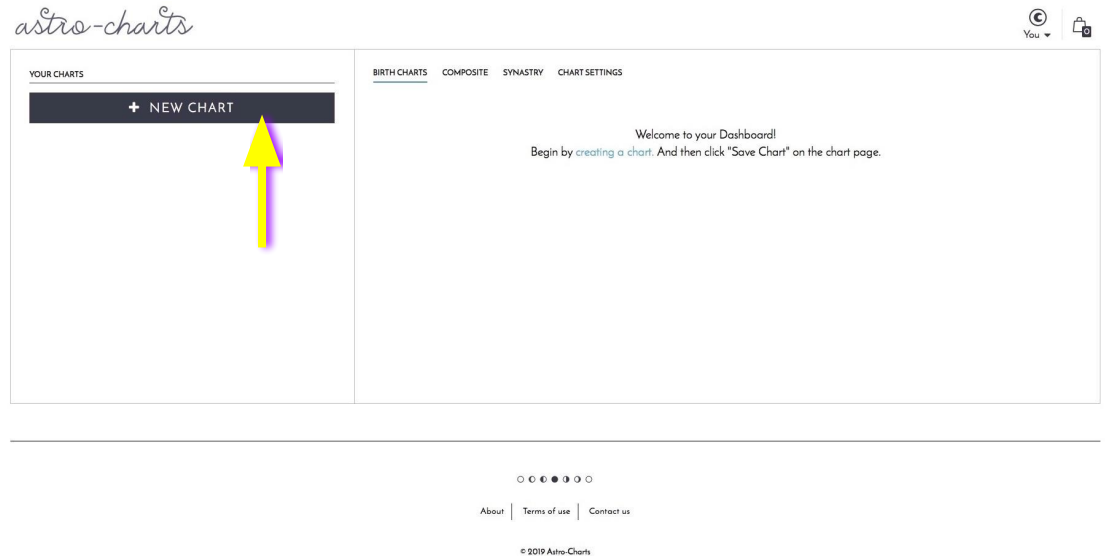 astro-charts
You
0
YOUR CHARTS
+ NEW CHART
BIRTH CHARTS COMPOSITE SYNASTRY CHART SETTINGS
Welcome to your Dashboard!
Begin by creating a chart. And then click "Save Chart" on the chart page.
About | Terms of use | Contact us
© 2019 Astro-Charts